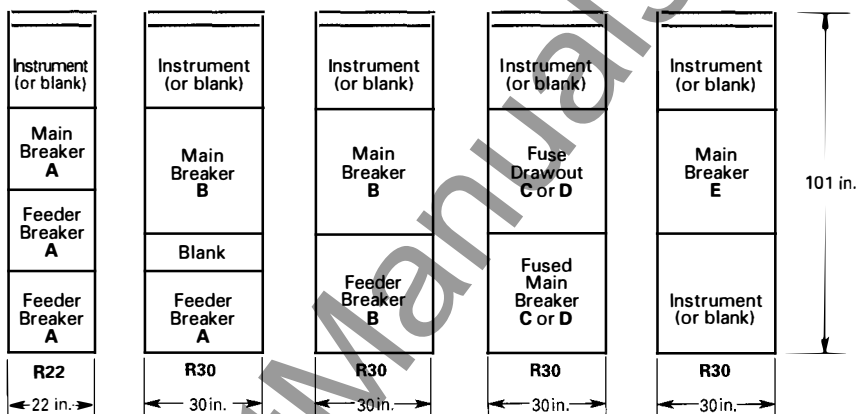 Instrument
(or blank)
Main
Breaker
A
Feeder
Breaker
A
Feeder
Breaker
A
R22
22 in.
Instrument
(or blank)
Main
Breaker
B
Blank
Feeder
Breaker
A
R30
30 in.
Instrument
(or blank)
Main
Breaker
B
Feeder
Breaker
B
R30
30 in.
Instrument
(or blank)
Fuse
Drawout
C or D
Fused
Main
Breaker
C or D
R30
30 in.
Instrument
(or blank)
Main
Breaker
E
Instrument
(or blank)
R30
30 in.
101 in.
Manuals